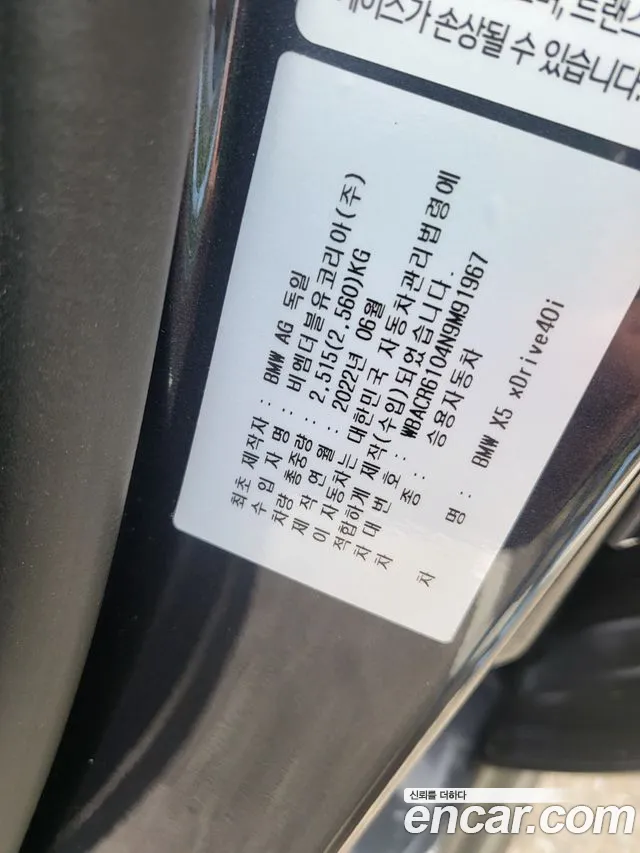 케이스가 손상될 수 있습니다.
최초 제작자 : BMW AG 독일
수 입 자 명 : 비엠더블유코리아(주)
차량 총중량 : 2,515(2,560)KG
제 작 연 월 : 2022년 06월
이 자동차는 대한민국 자동차관리법령에
적합하게 제작(수입)되었습니다.
차 대 번 호 : WBACR6104N9M91967
차 종 : 승용자동차
차 명 : BMW X5 xDrive40i
신뢰를 더하다
encar.com